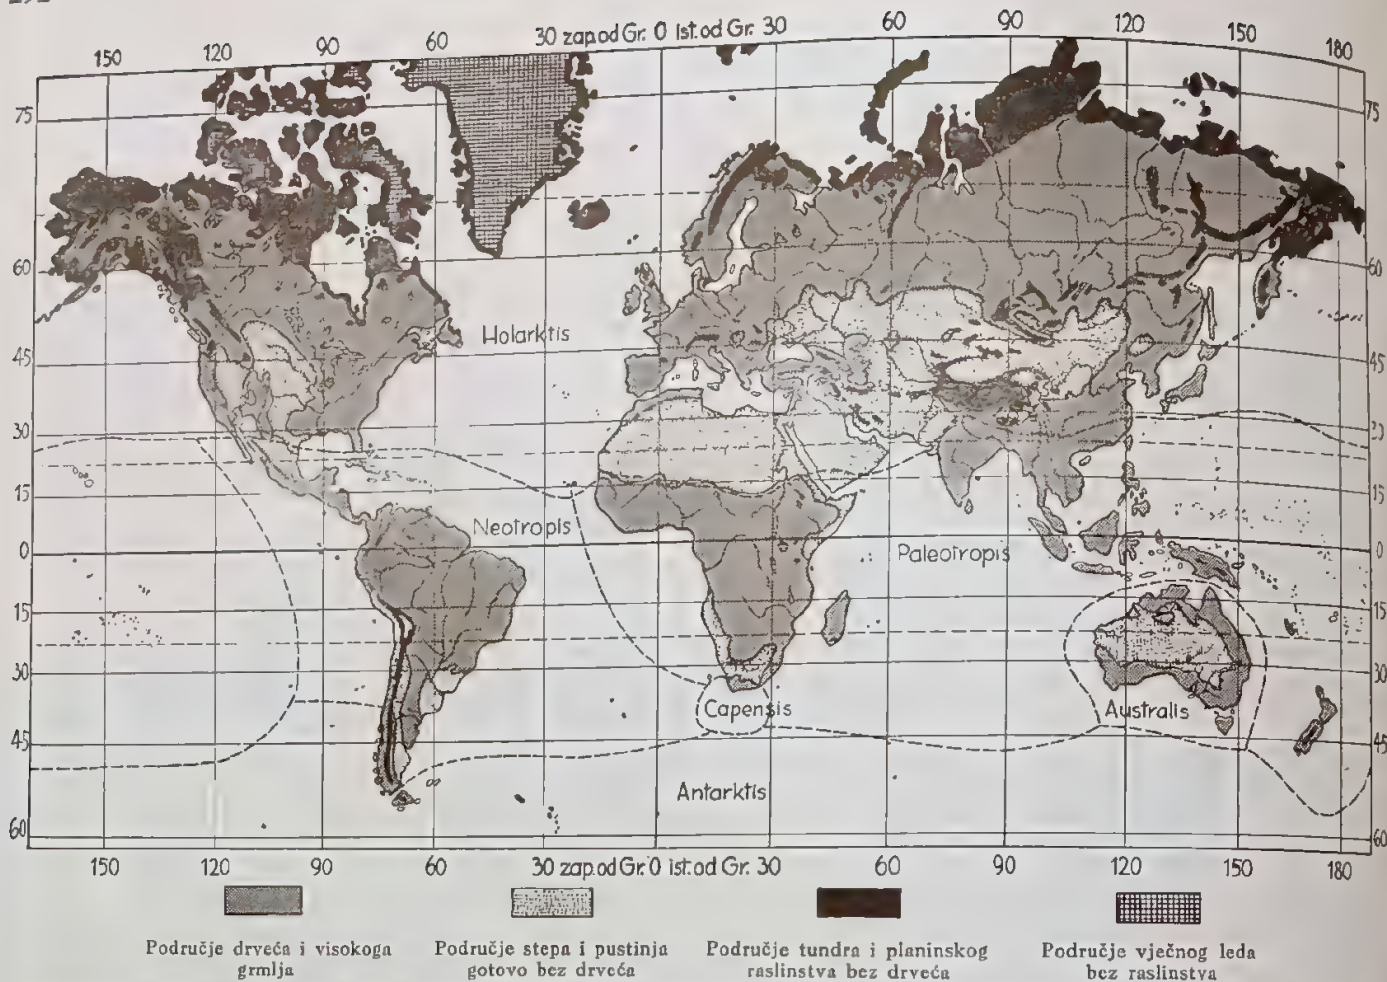 150 120 90 60 30 zap.od Gr. 0 ist.od Gr. 30 60 90 120 150 180
75 75
60 60
Holarktis
45 45
30
15 15
Neotropis
0 Paleotropis 0
15 15
30 30
Capensis Australis
45 45
Antarktis
60 60
150 120 90 60 30 zap.od Gr. 0 ist.od Gr. 30 60 90 120 150 180
Područje drveća i visokoga
grmlja
Područje stepa i pustinja
gotovo bez drveća
Područje tundra i planinskog
raslinstva bez drveća
Područje vječnog leda
bez raslinstva